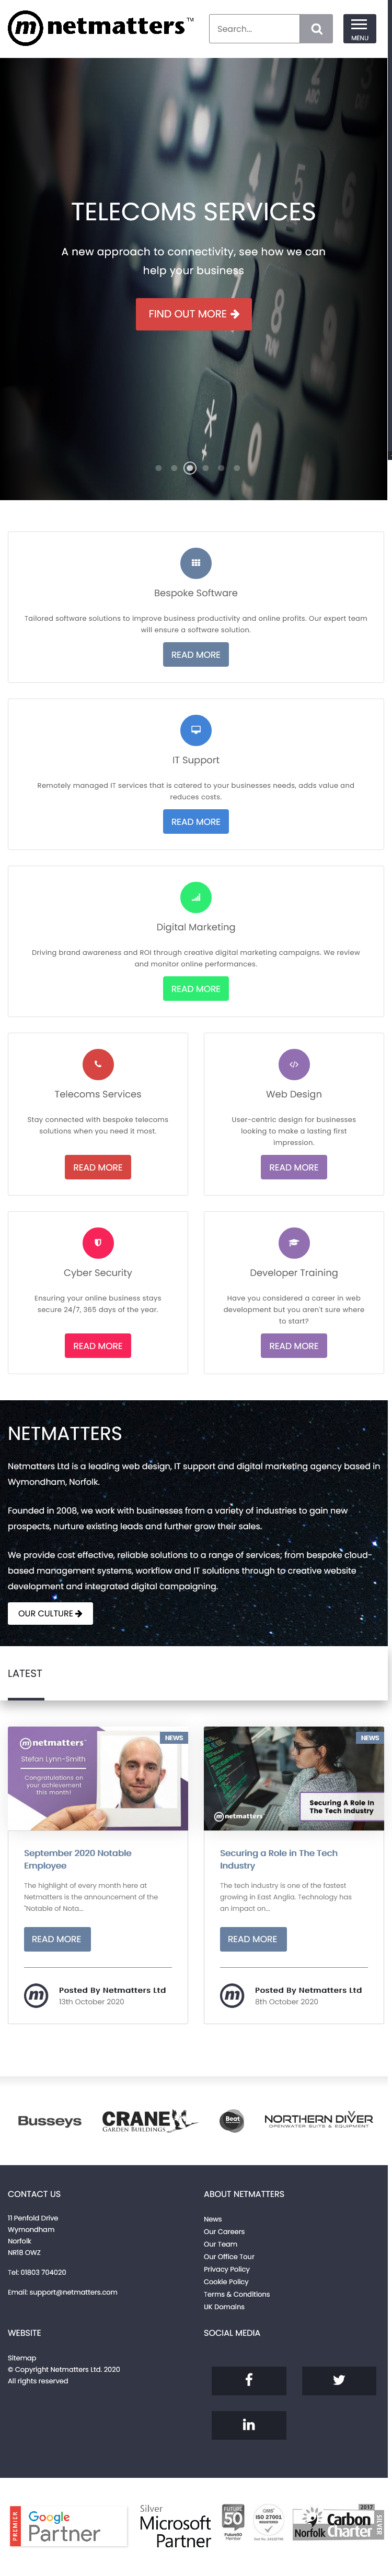 netmatters™
Search...
MENU
TELECOMS SERVICES
A new approach to connectivity, see how we can
help your business
FIND OUT MORE
Bespoke Software
Tailored software solutions to improve business productivity and online profits. Our expert team
will ensure a software solution.
READ MORE
IT Support
Remotely managed IT services that is catered to your businesses needs, adds value and
reduces costs.
READ MORE
Digital Marketing
Driving brand awareness and ROI through creative digital marketing campaigns. We review
and monitor online performances.
READ MORE
Telecoms Services
Stay connected with bespoke telecoms
solutions when you need it most.
READ MORE
Web Design
User-centric design for businesses
looking to make a lasting first
impression.
READ MORE
Cyber Security
Ensuring your online business stays
secure 24/7, 365 days of the year.
READ MORE
Developer Training
Have you considered a career in web
development but you aren't sure where
to start?
READ MORE
NETMATTERS
Netmatters Ltd is a leading web design, IT support and digital marketing agency based in
Wymondham, Norfolk.
Founded in 2008, we work with businesses from a variety of industries to gain new
prospects, nurture existing leads and further grow their sales.
We provide cost effective, reliable solutions to a range of services; from bespoke cloud-
based management systems, workflow and IT solutions through to creative website
development and integrated digital campaigning.
OUR CULTURE
LATEST
NEWS
netmatters
Stefan Lynn-Smith
Congratulations on
your achievement
this month!
September 2020 Notable
Employee
The highlight of every month here at
Netmatters is the announcement of the
"Notable of Nota...
READ MORE
Posted By Netmatters Ltd
13th October 2020
NEWS
netmatters
Securing A Role In
The Tech Industry
Securing a Role in The Tech
Industry
The tech industry is one of the fastest
growing in East Anglia. Technology has
an impact on...
READ MORE
Posted By Netmatters Ltd
8th October 2020
Busseys
CRANE
GARDEN BUILDINGS
Beat
NORTHERN DIVER
OPENWATER SUITS & EQUIPMENT
CONTACT US
11 Penfold Drive
Wymondham
Norfolk
NR18 OWZ
Tel: 01803 704020
Email: support@netmatters.com
ABOUT NETMATTERS
News
Our Careers
Our Team
Our Office Tour
Privacy Policy
Cookie Policy
Terms & Conditions
UK Domains
WEBSITE
Sitemap
© Copyright Netmatters Ltd. 2020
All rights reserved
SOCIAL MEDIA
PREMIER
Google
Partner
Silver
Microsoft
Partner
FUTURE
50
Future50
Member
ISO 27001
REGISTERED
2017
Carbon
Norfolk Charter
SILVER